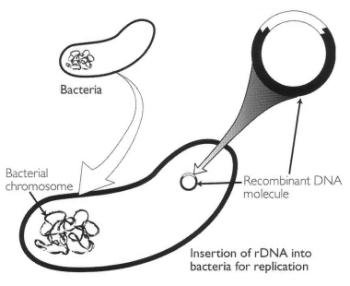 Bacteria
Bacterial
chromosome
Recombinant DNA
molecule
Insertion of rDNA into
bacteria for replication